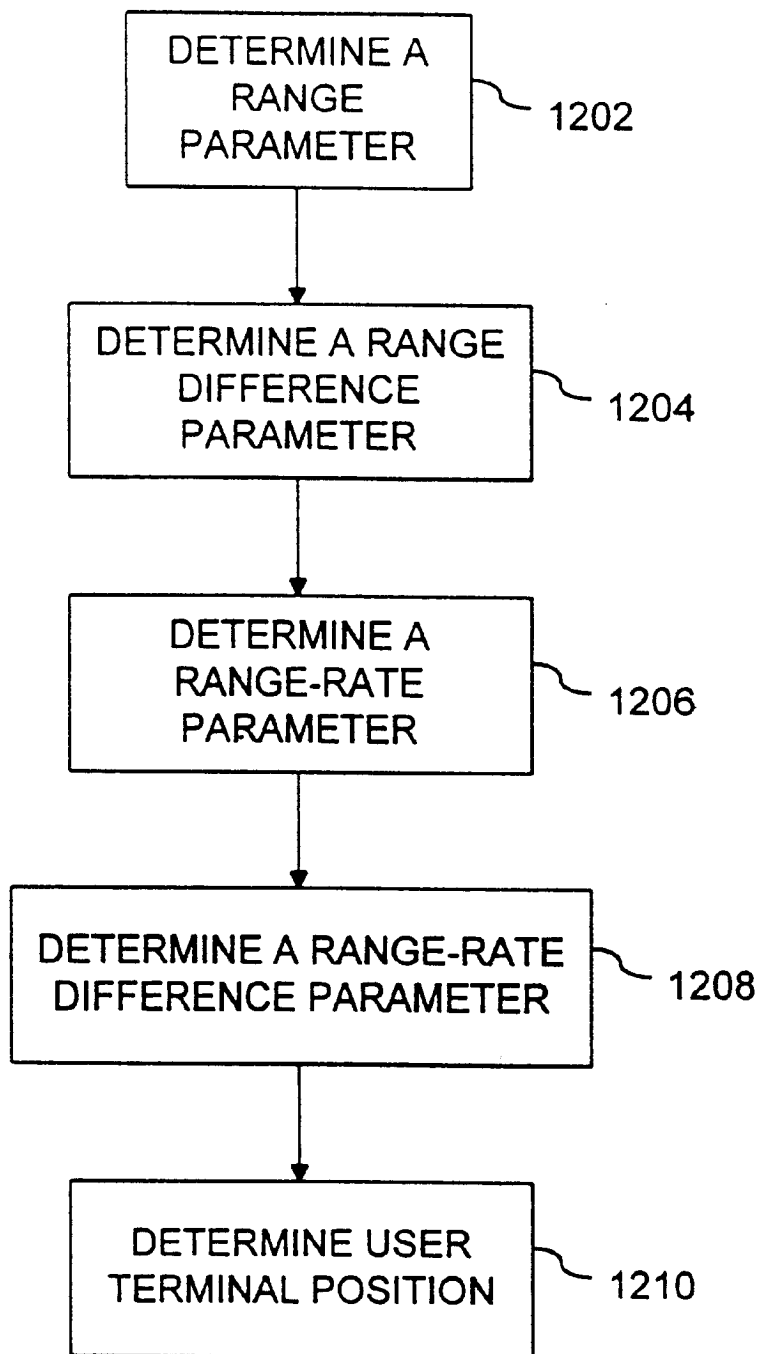 DETERMINE A
RANGE
PARAMETER
1202
DETERMINE A RANGE
DIFFERENCE
PARAMETER
1204
DETERMINE A
RANGE-RATE
PARAMETER
1206
DETERMINE A RANGE-RATE
DIFFERENCE PARAMETER
1208
DETERMINE USER
TERMINAL POSITION
1210